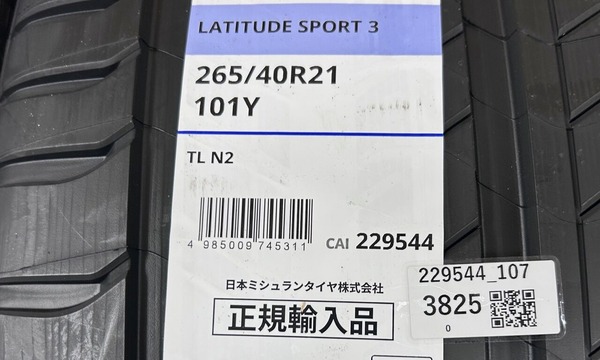 LATITUDE SPORT 3
265/40R21
101Y
TL N2
4 985009 745311
CAI 229544
日本ミシュランタイヤ株式会社
正規輸入品
229544_107
3825
0